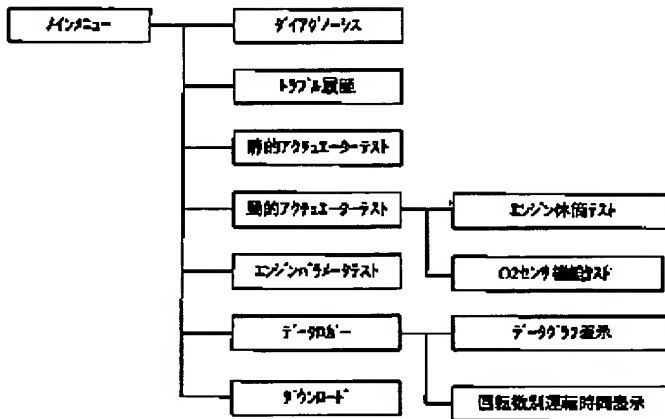 メインメニュー
ダイアグノーシス
トラブル履歴
静的アクチュエーターテスト
動的アクチュエーターテスト
エンジン休筒テスト
エンジンパラメータテスト
O2センサ機能テスト
データロガー
データグラフ表示
ダウンロード
回転数別運転時間表示